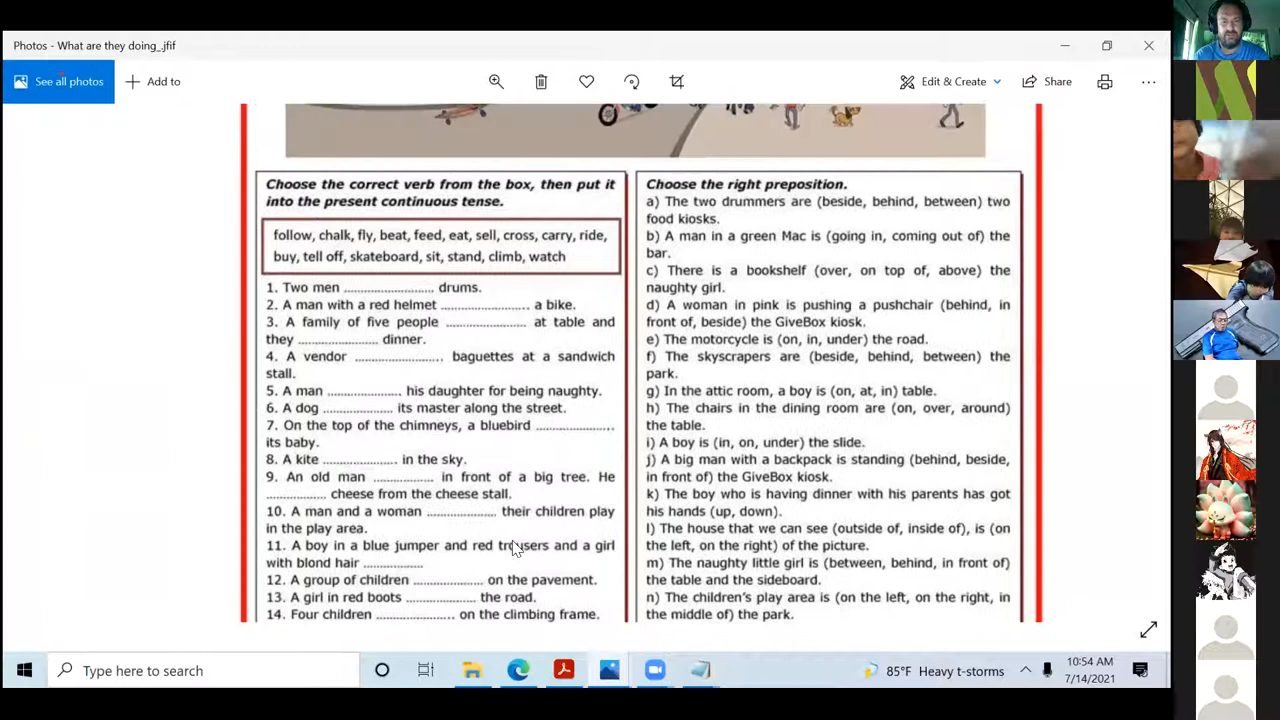 Photos - What are they doing_.jfif
See all photos
Add to
Edit & Create
Share
Choose the correct verb from the box, then put it
into the present continuous tense.
follow, chalk, fly, beat, feed, eat, sell, cross, carry, ride,
buy, tell off, skateboard, sit, stand, climb, watch
1. Two men ........................ drums.
2. A man with a red helmet ........................ a bike.
3. A family of five people ..................... at table and
they ..................... dinner.
4. A vendor ........................ baguettes at a sandwich
stall.
5. A man .................... his daughter for being naughty.
6. A dog ................... its master along the street.
7. On the top of the chimneys, a bluebird .....................
its baby.
8. A kite .................... in the sky.
9. An old man ................ in front of a big tree. He
................ cheese from the cheese stall.
10. A man and a woman .................. their children play
in the play area.
11. A boy in a blue jumper and red trousers and a girl
with blond hair ................
12. A group of children .................. on the pavement.
13. A girl in red boots .................. the road.
14. Four children ..................... on the climbing frame.
Choose the right preposition.
a) The two drummers are (beside, behind, between) two
food kiosks.
b) A man in a green Mac is (going in, coming out of) the
bar.
c) There is a bookshelf (over, on top of, above) the
naughty girl.
d) A woman in pink is pushing a pushchair (behind, in
front of, beside) the GiveBox kiosk.
e) The motorcycle is (on, in, under) the road.
f) The skyscrapers are (beside, behind, between) the
park.
g) In the attic room, a boy is (on, at, in) table.
h) The chairs in the dining room are (on, over, around)
the table.
i) A boy is (in, on, under) the slide.
j) A big man with a backpack is standing (behind, beside,
in front of) the GiveBox kiosk.
k) The boy who is having dinner with his parents has got
his hands (up, down).
l) The house that we can see (outside of, inside of), is (on
the left, on the right) of the picture.
m) The naughty little girl is (between, behind, in front of)
the table and the sideboard.
n) The children's play area is (on the left, on the right, in
the middle of) the park.
Type here to search
85°F Heavy t-storms
10:54 AM
7/14/2021